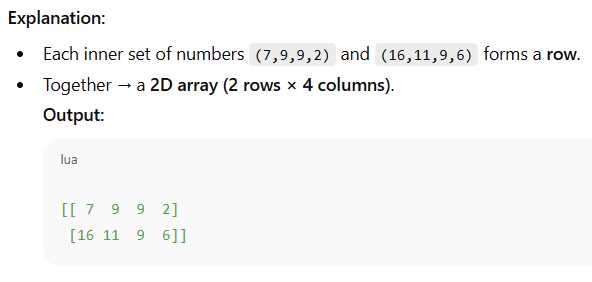 Explanation:
• Each inner set of numbers (7,9,9,2) and (16,11,9,6) forms a row.
• Together → a 2D array (2 rows × 4 columns).
Output:
lua
[[ 7  9  9  2]
 [16 11  9  6]]